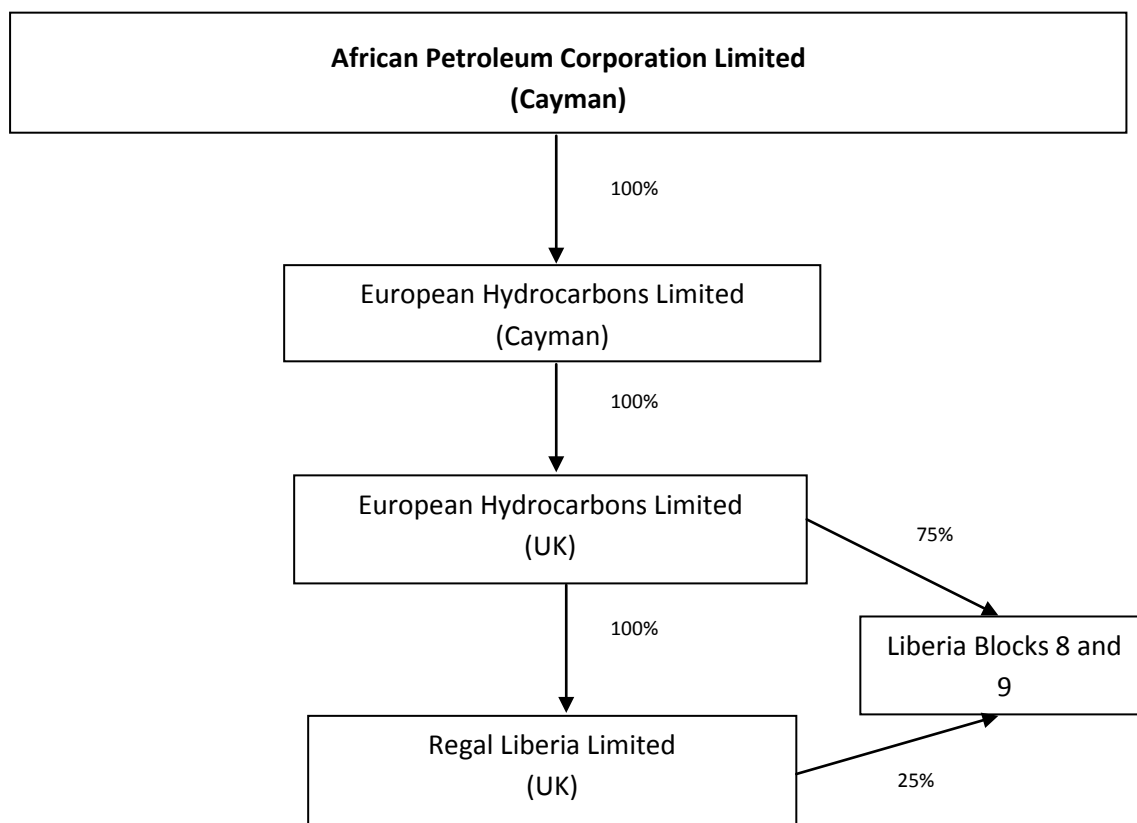 African Petroleum Corporation Limited
(Cayman)
100%
European Hydrocarbons Limited
(Cayman)
100%
European Hydrocarbons Limited
(UK)
75%
100%
Liberia Blocks 8 and
9
Regal Liberia Limited
(UK)
25%